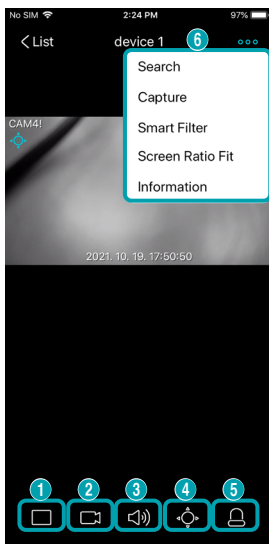 No SIM 2:24 PM 97%
List device 1 6
Search
Capture
Smart Filter
Screen Ratio Fit
Information
CAM4!
2021. 10. 19. 17:50:50
1 2 3 4 5